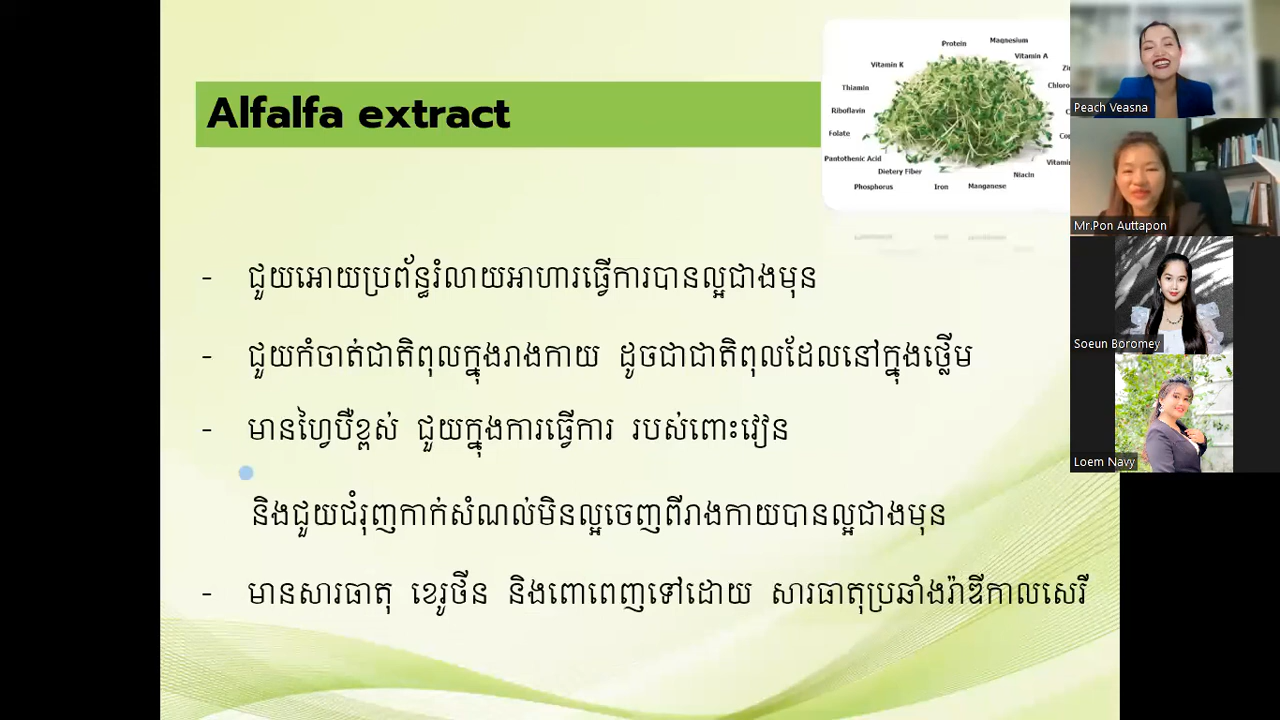 Alfalfa extract
Protein
Magnesium
Vitamin K
Vitamin A
Thiamin
Riboflavin
Folate
Pantothenic Acid
Dietary Fiber
Niacin
Phosphorus
Iron
Manganese
- ជួយអោយប្រព័ន្ធរំលាយអាហារធ្វើការបានល្អជាងមុន
- ជួយកំចាត់ជាតិពុលក្នុងរាងកាយ ដូចជាជាតិពុលដែលនៅក្នុងថ្លើម
- មានហ្វៃបឺខ្ពស់ ជួយក្នុងការធ្វើការ របស់ពោះវៀន
និងជួយជំរុញកាក់សំណល់មិនល្អចេញពីរាងកាយបានល្អជាងមុន
- មានសារធាតុ ខេរូថីន និងពោពេញទៅដោយ សារធាតុប្រឆាំងរ៉ាឌីកាលសេរី
Peach Veasna
Mr.Pon Auttapon
Soeun Boromey
Loem Navy